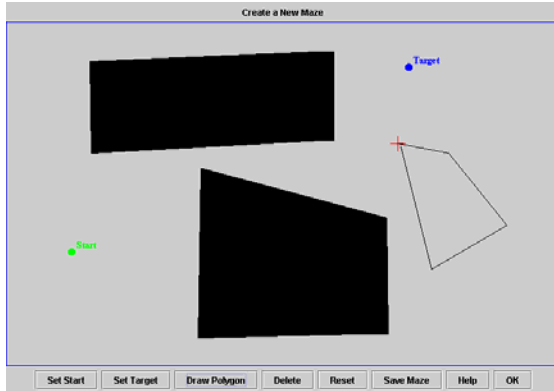 Create a New Maze
Target
Start
Set Start Set Target Draw Polygon Delete Reset Save Maze Help OK